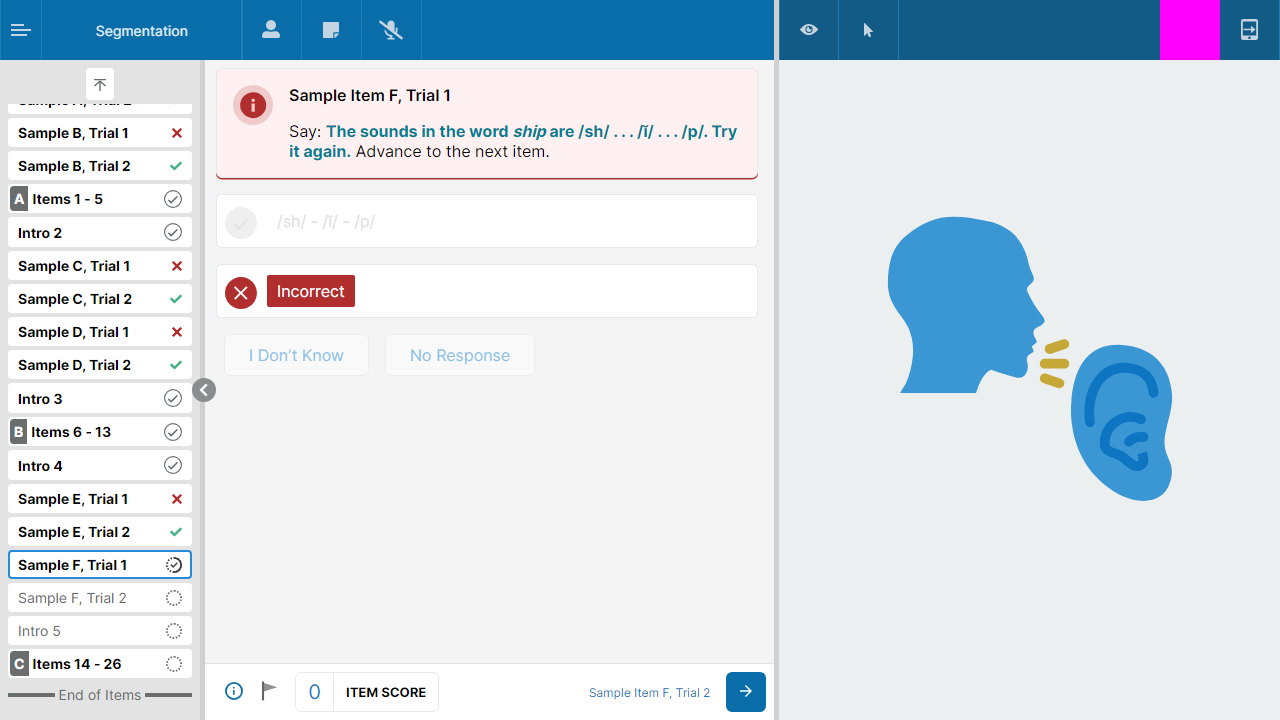 Segmentation
Sample B, Trial 1
Sample B, Trial 2
A Items 1 - 5
Intro 2
Sample C, Trial 1
Sample C, Trial 2
Sample D, Trial 1
Sample D, Trial 2
Intro 3
B Items 6 - 13
Intro 4
Sample E, Trial 1
Sample E, Trial 2
Sample F, Trial 1
Sample F, Trial 2
Intro 5
C Items 14 - 26
End of Items
Sample Item F, Trial 1
Say: The sounds in the word ship are /sh/ . . . /ĭ/ . . . /p/. Try
it again. Advance to the next item.
/sh/ - /ĭ/ - /p/
Incorrect
I Don’t Know
No Response
0 ITEM SCORE
Sample Item F, Trial 2